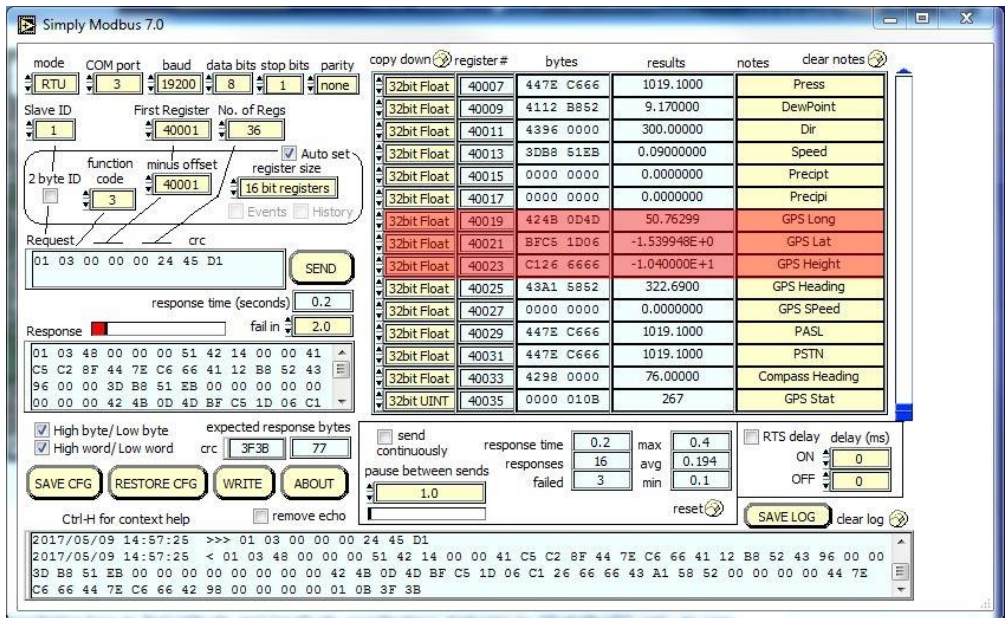 Simply Modbus 7.0
mode COM port baud data bits stop bits parity
RTU 3 19200 8 1 none
Slave ID First Register No. of Regs
1 40001 36
Auto set
function minus offset register size
2 byte ID code
3 40001 16 bit registers
Events History
Request crc
01 03 00 00 00 24 45 D1
SEND
response time (seconds) 0.2
Response fail in 2.0
01 03 48 00 00 00 51 42 14 00 00 41
C5 C2 8F 44 7E C6 66 41 12 B8 52 43
96 00 00 3D B8 51 EB 00 00 00 00 00
00 00 00 42 4B 0D 4D BF C5 1D 06 C1
High byte/ Low byte expected response bytes
High word/ Low word crc 3F3B 77
SAVE CFG RESTORE CFG WRITE ABOUT
Ctrl-H for context help remove echo
copy down register # bytes results notes clear notes
32bit Float 40007 447E C666 1019.1000 Press
32bit Float 40009 4112 B852 9.170000 DewPoint
32bit Float 40011 4396 0000 300.00000 Dir
32bit Float 40013 3DB8 51EB 0.09000000 Speed
32bit Float 40015 0000 0000 0.0000000 Precipt
32bit Float 40017 0000 0000 0.0000000 Precipi
32bit Float 40019 424B 0D4D 50.76299 GPS Long
32bit Float 40021 BFC5 1D06 -1.539948E+0 GPS Lat
32bit Float 40023 C126 6666 -1.040000E+1 GPS Height
32bit Float 40025 43A1 5852 322.6900 GPS Heading
32bit Float 40027 0000 0000 0.0000000 GPS SPeed
32bit Float 40029 447E C666 1019.1000 PASL
32bit Float 40031 447E C666 1019.1000 PSTN
32bit Float 40033 4298 0000 76.00000 Compass Heading
32bit UINT 40035 0000 010B 267 GPS Stat
send continuously
response time 0.2 max 0.4
responses 16 avg 0.194
failed 3 min 0.1
pause between sends
1.0
reset
RTS delay delay (ms)
ON 0
OFF 0
SAVE LOG clear log
2017/05/09 14:57:25 >>> 01 03 00 00 00 24 45 D1
2017/05/09 14:57:25 < 01 03 48 00 00 00 51 42 14 00 00 41 C5 C2 8F 44 7E C6 66 41 12 B8 52 43 96 00 00
3D B8 51 EB 00 00 00 00 00 00 00 00 42 4B 0D 4D BF C5 1D 06 C1 26 66 66 43 A1 58 52 00 00 00 00 44 7E
C6 66 44 7E C6 66 42 98 00 00 00 00 01 0B 3F 3B